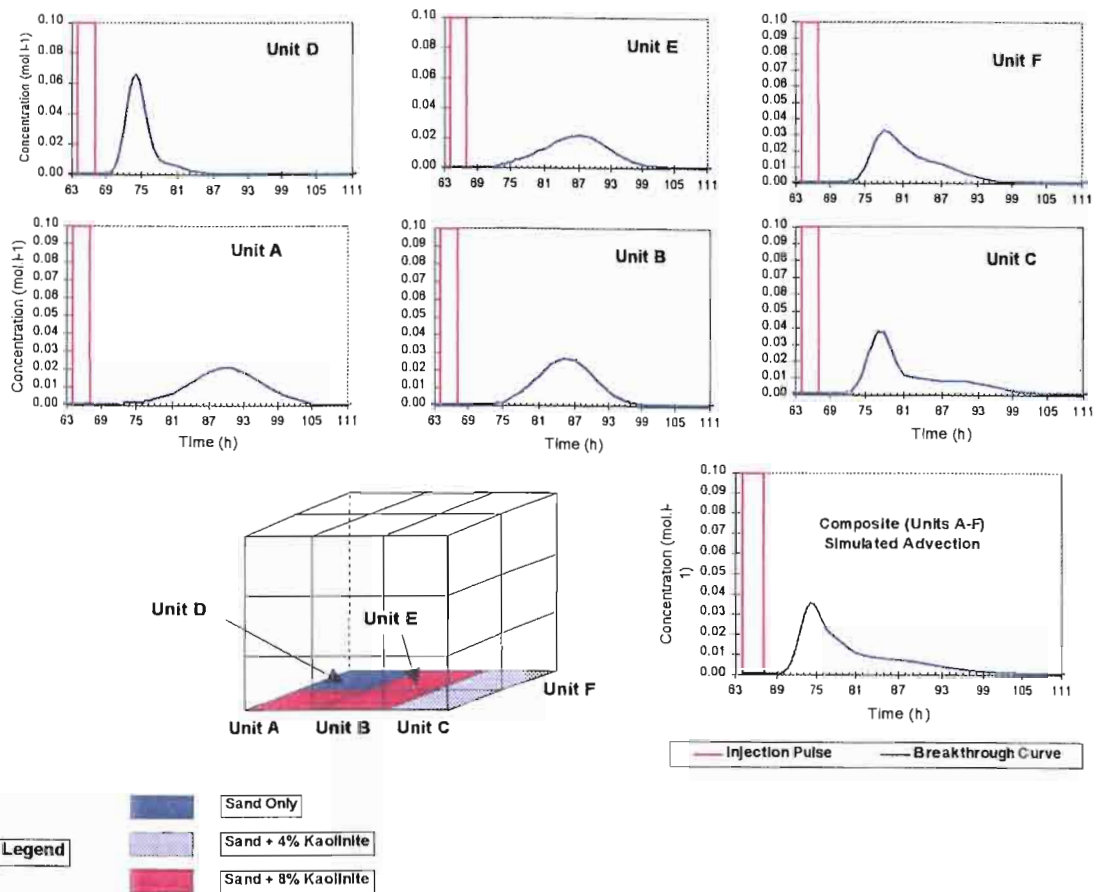 Unit D
Concentration (mol l-1)
0.10
0.08
0.06
0.04
0.02
0.00
63 69 75 81 87 93 99 105 111
Unit E
0.10
0.08
0.06
0.04
0.02
0.00
63 69 75 81 87 93 99 105 111
Unit F
0.10
0.09
0.08
0.07
0.06
0.05
0.04
0.03
0.02
0.01
0.00
63 69 75 81 87 93 99 105 111
Unit A
Concentration (mol.l-1)
0.10
0.09
0.08
0.07
0.06
0.05
0.04
0.03
0.02
0.01
0.00
63 69 75 81 87 93 99 105 111
Time (h)
Unit B
0.10
0.09
0.08
0.07
0.06
0.05
0.04
0.03
0.02
0.01
0.00
63 69 75 81 87 93 99 105 111
Time (h)
Unit C
0.10
0.09
0.08
0.07
0.06
0.05
0.04
0.03
0.02
0.01
0.00
63 69 75 81 87 93 99 105 111
Time (h)
Unit D
Unit E
Unit F
Unit A Unit B Unit C
Composite (Units A-F)
Simulated Advection
Concentration (mol.l-
1)
0.10
0.09
0.08
0.07
0.06
0.05
0.04
0.03
0.02
0.01
0.00
63 69 75 81 87 93 99 105 111
Time (h)
Injection Pulse Breakthrough Curve
Legend
Sand Only
Sand + 4% Kaolinite
Sand + 8% Kaolinite